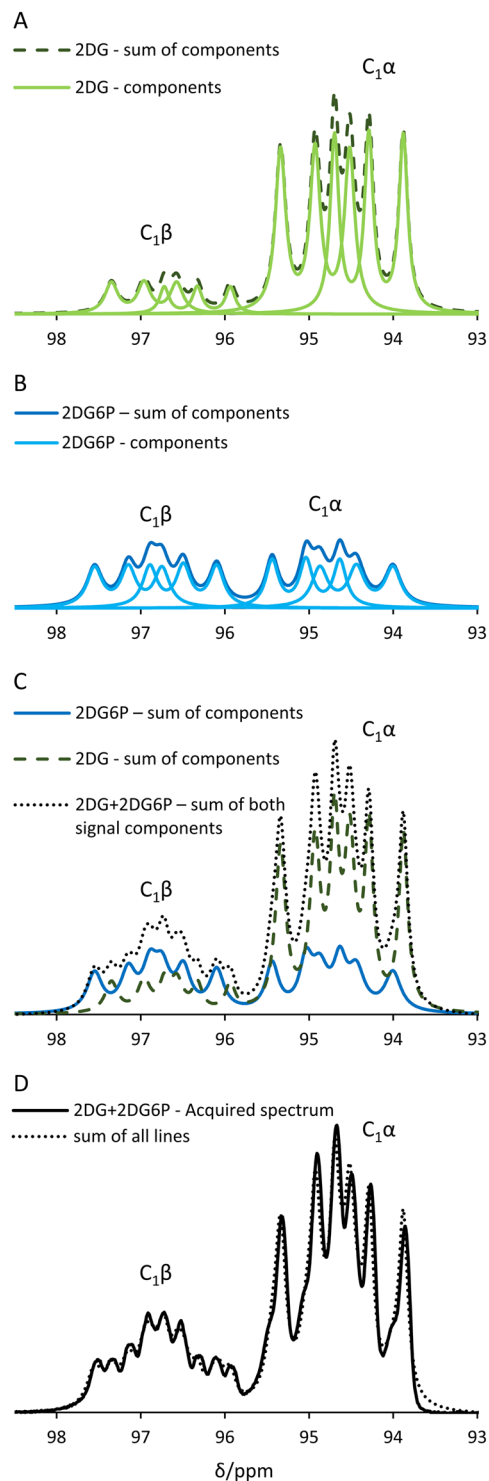 A
2DG - sum of components
2DG - components
C₁α
C₁β
98 97 96 95 94 93
B
2DG6P – sum of components
2DG6P - components
C₁β C₁α
98 97 96 95 94 93
C
2DG6P – sum of components
C₁α
2DG - sum of components
2DG+2DG6P – sum of both
signal components
C₁β
98 97 96 95 94 93
D
2DG+2DG6P - Acquired spectrum
sum of all lines
C₁α
C₁β
98 97 96 95 94 93
δ/ppm